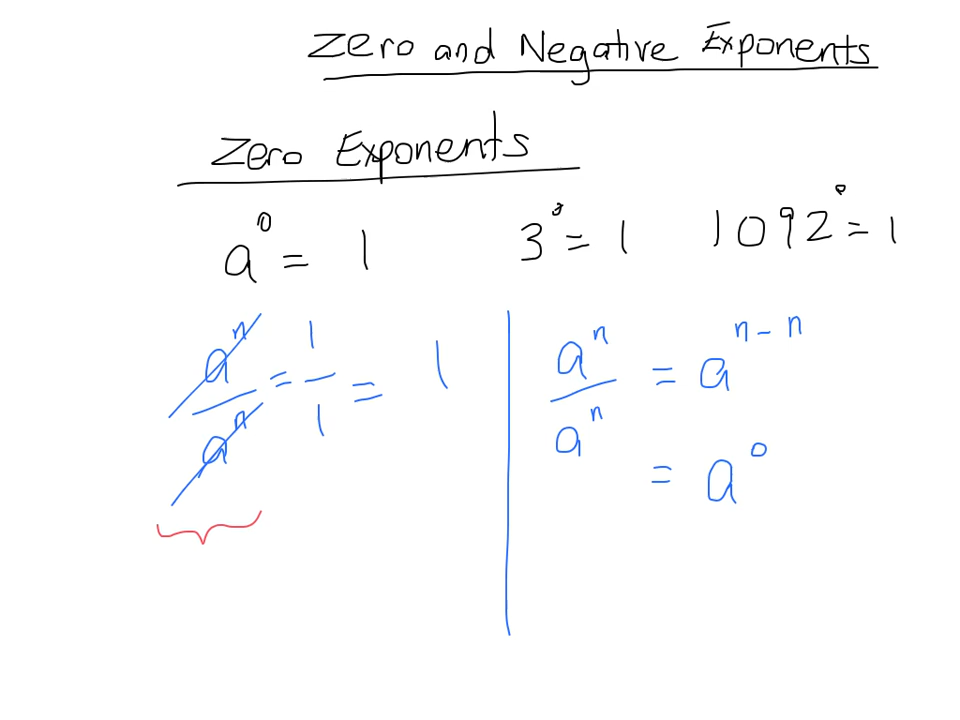 Zero and Negative Exponents
Zero Exponents
a⁰ = 1 3⁰ = 1 1092⁰ = 1
aⁿ/aⁿ = 1/1 = 1
aⁿ/aⁿ = aⁿ⁻ⁿ
= a⁰